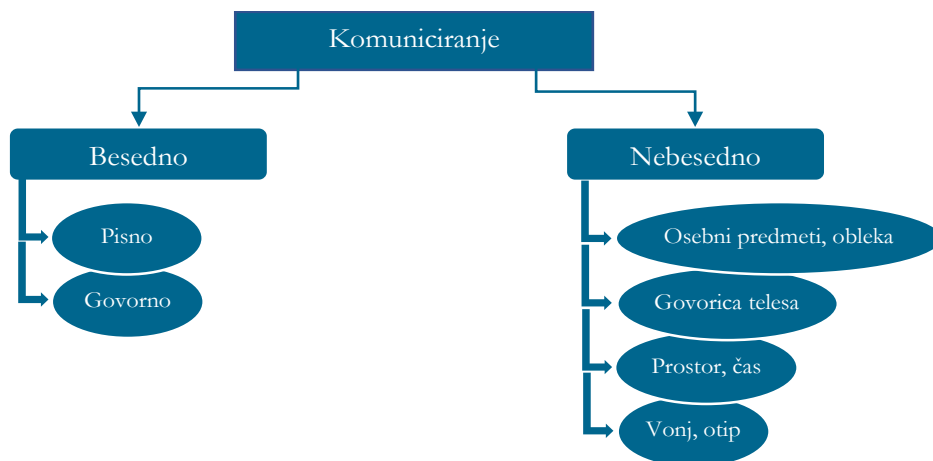 Komuniciranje
Besedno
Pisno
Govorno
Nebesedno
Osebni predmeti, obleka
Govorica telesa
Prostor, čas
Vonj, otip